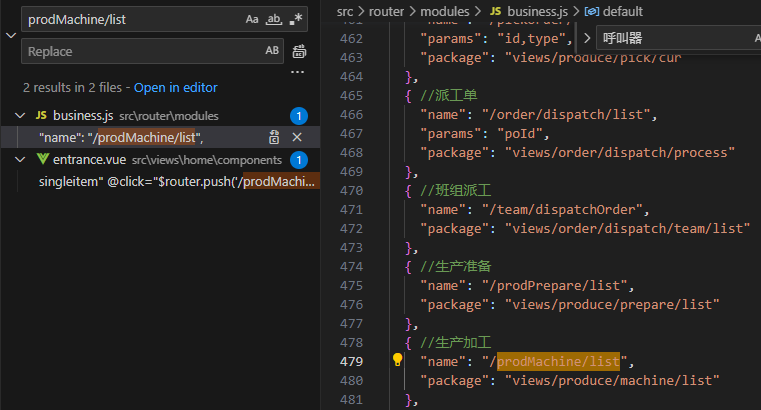 prodMachine/list
Aa
ab
.*
Replace
AB
2 results in 2 files - Open in editor
business.js src\router\modules 1
"name": "/prodMachine/list",
entrance.vue src\views\home\components 1
singleitem" @click="$router.push('/prodMachi...
src > router > modules > JS business.js > default
呼叫器
462 "params": "id,type",
463 "package": "views/produce/pick/cur
464 },
465 { //派工单
466 "name": "/order/dispatch/list",
467 "params": "poId",
468 "package": "views/order/dispatch/process"
469 },
470 { //班组派工
471 "name": "/team/dispatchOrder",
472 "package": "views/order/dispatch/team/list"
473 },
474 { //生产准备
475 "name": "/prodPrepare/list",
476 "package": "views/produce/prepare/list"
477 },
478 { //生产加工
479 "name": "/prodMachine/list",
480 "package": "views/produce/machine/list"
481 },